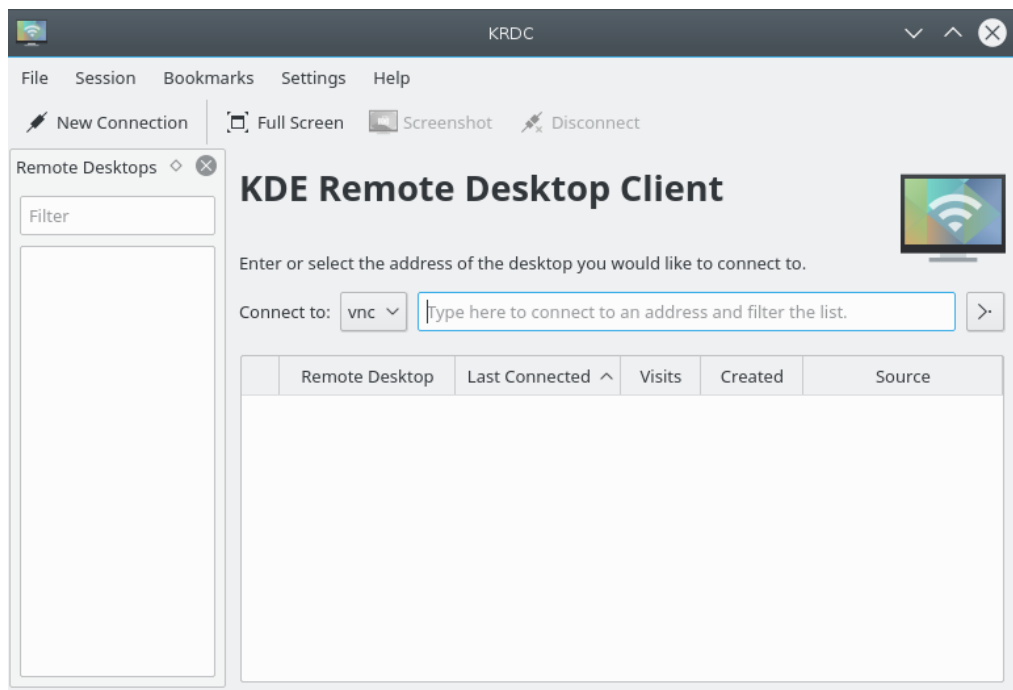 KRDC
File Session Bookmarks Settings Help
New Connection Full Screen Screenshot Disconnect
Remote Desktops
Filter
KDE Remote Desktop Client
Enter or select the address of the desktop you would like to connect to.
Connect to: vnc Type here to connect to an address and filter the list.
Remote Desktop Last Connected Visits Created Source